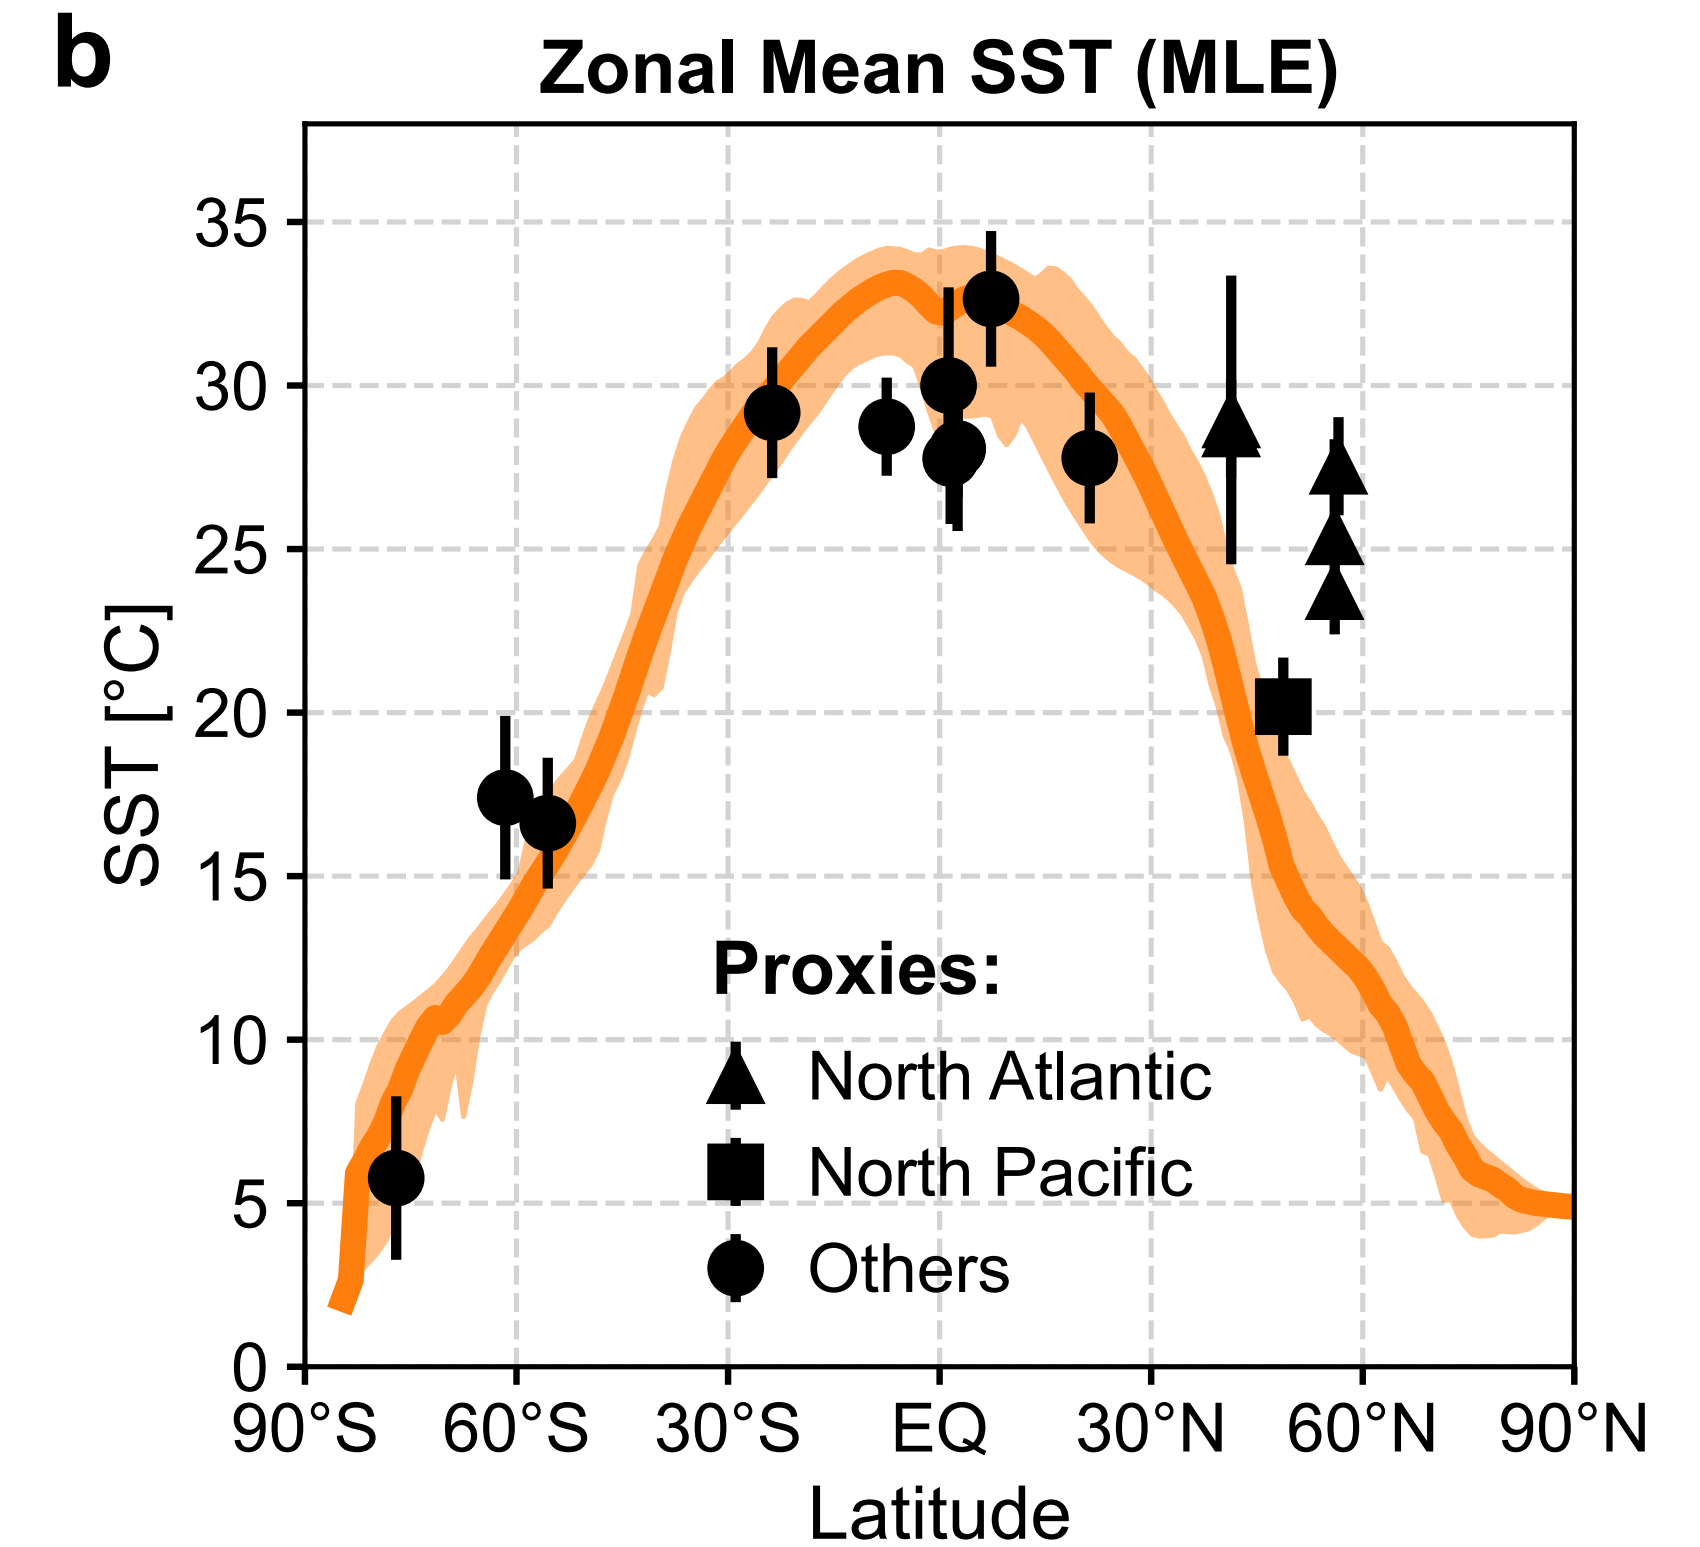 b
Zonal Mean SST (MLE)
35
30
25
20
15
10
5
0
SST [°C]
Proxies:
North Atlantic
North Pacific
Others
90°S 60°S 30°S EQ 30°N 60°N 90°N
Latitude